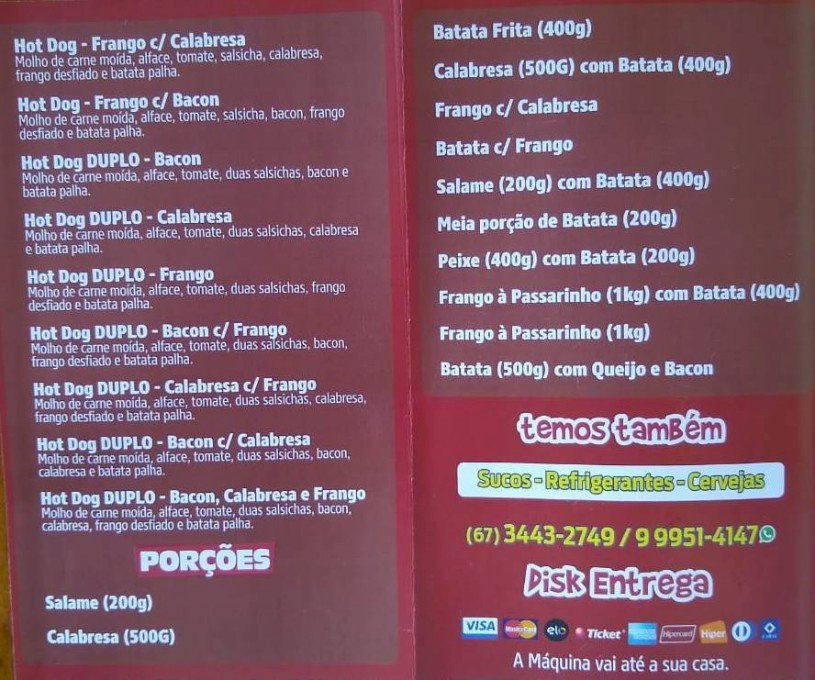 Hot Dog - Frango c/ Calabresa
Molho de carne moída, alface, tomate, salsicha, calabresa,
frango desfiado e batata palha.
Hot Dog - Frango c/ Bacon
Molho de carne moída, alface, tomate, salsicha, bacon, frango
desfiado e batata palha.
Hot Dog DUPLO - Bacon
Molho de carne moída, alface, tomate, duas salsichas, bacon e
batata palha.
Hot Dog DUPLO - Calabresa
Molho de carne moída, alface, tomate, duas salsichas, calabresa
e batata palha.
Hot Dog DUPLO - Frango
Molho de carne moída, alface, tomate, duas salsichas, frango
desfiado e batata palha.
Hot Dog DUPLO - Bacon c/ Frango
Molho de carne moída, alface, tomate, duas salsichas, bacon,
frango desfiado e batata palha.
Hot Dog DUPLO - Calabresa c/ Frango
Molho de carne moída, alface, tomate, duas salsichas, calabresa,
frango desfiado e batata palha.
Hot Dog DUPLO - Bacon c/ Calabresa
Molho de carne moída, alface, tomate, duas salsichas, bacon,
calabresa e batata palha.
Hot Dog DUPLO - Bacon, Calabresa e Frango
Molho de carne moída, alface, tomate, duas salsichas, bacon,
calabresa, frango desfiado e batata palha.
PORÇÕES
Salame (200g)
Calabresa (500G)
Batata Frita (400g)
Calabresa (500G) com Batata (400g)
Frango c/ Calabresa
Batata c/ Frango
Salame (200g) com Batata (400g)
Meia porção de Batata (200g)
Peixe (400g) com Batata (200g)
Frango à Passarinho (1kg) com Batata (400g)
Frango à Passarinho (1kg)
Batata (500g) com Queijo e Bacon
temos tamBém
Sucos - Refrigerantes - Cervejas
(67) 3443-2749 / 9 9951-4147
Disk Entrega
VISA MasterCard elo Ticket Hipercard Hiper
A Máquina vai até a sua casa.